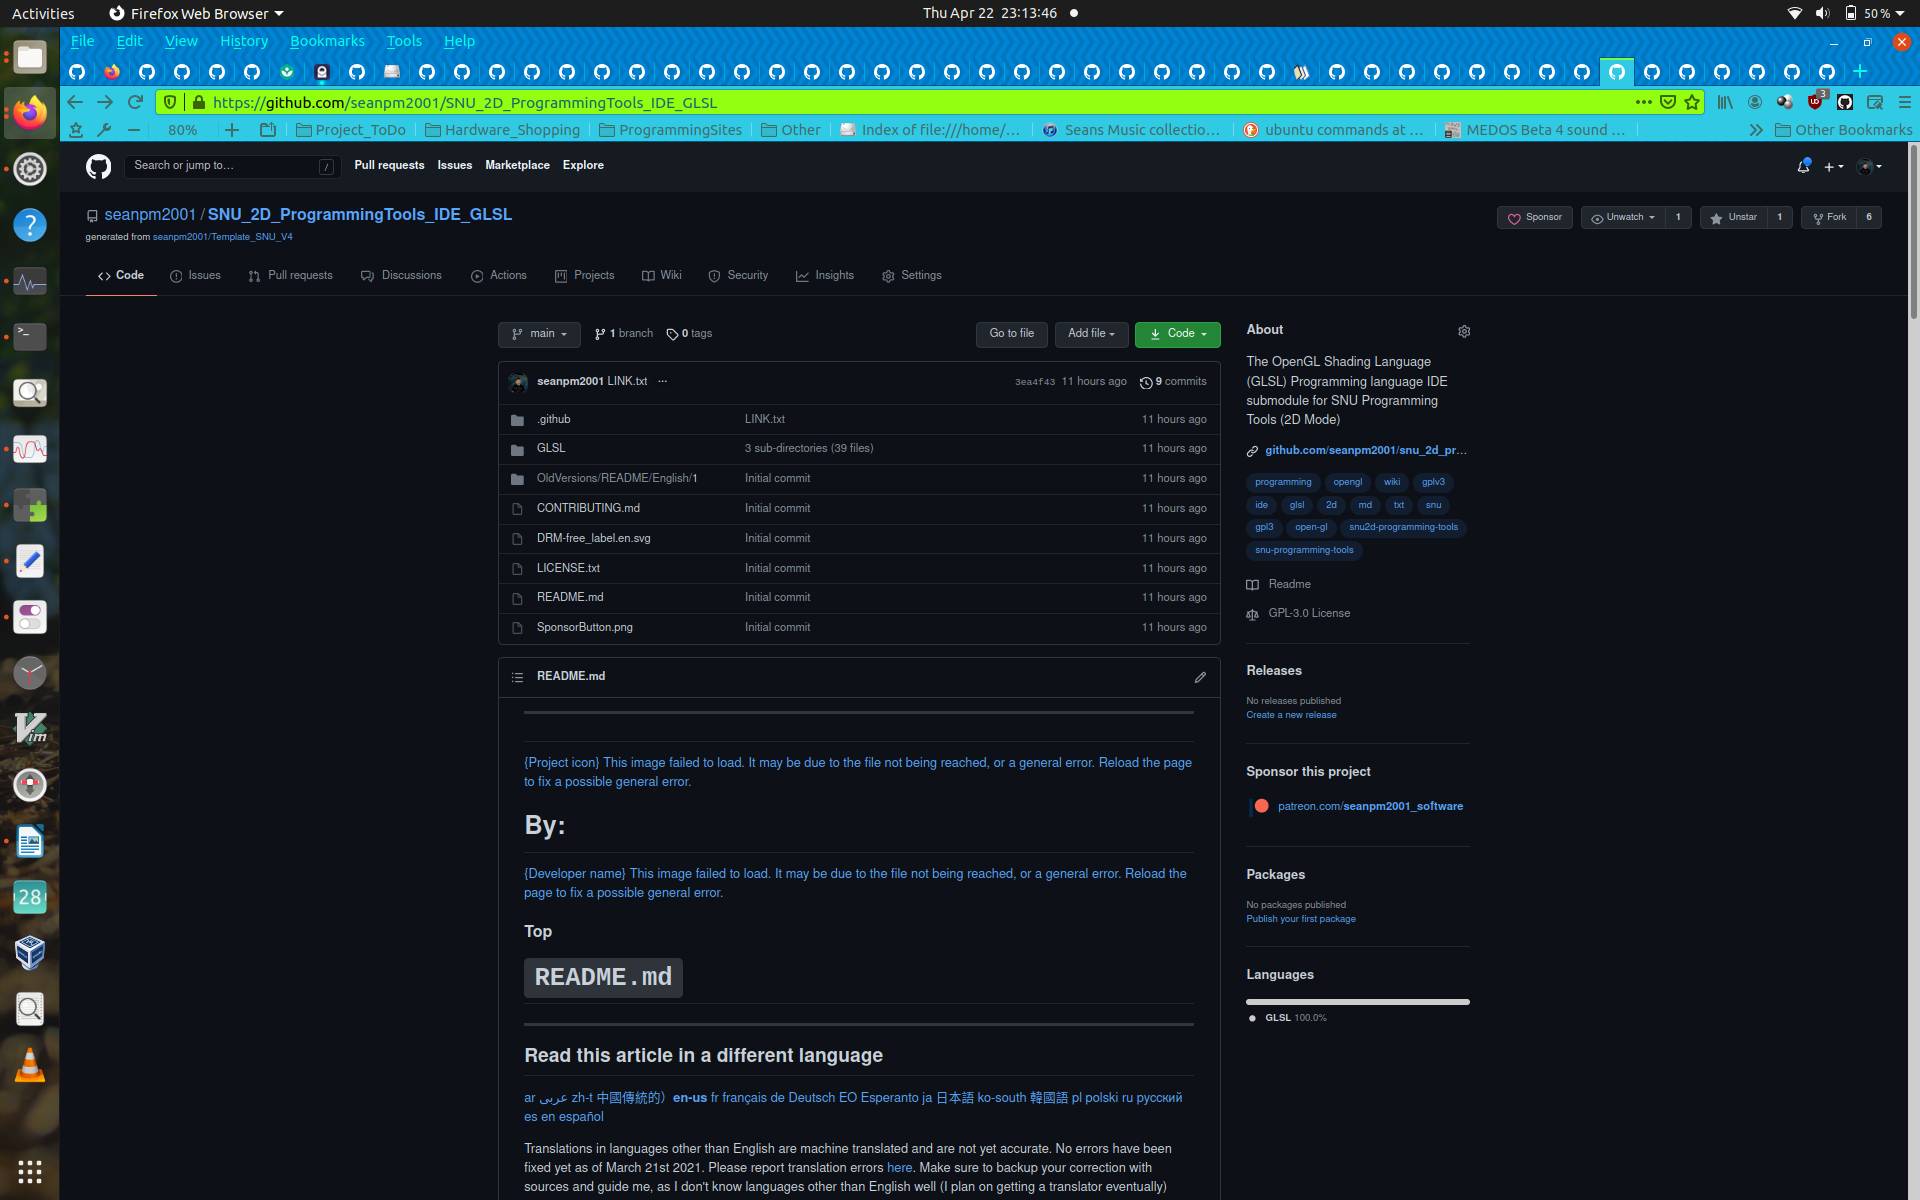 Activities
Firefox Web Browser
Thu Apr 22 23:13:46
50 %
File Edit View History Bookmarks Tools Help
https://github.com/seanpm2001/SNU_2D_ProgrammingTools_IDE_GLSL
3
80%
Project_ToDo
Hardware_Shopping
ProgrammingSites
Other
Index of file:///home/…
Seans Music collectio…
ubuntu commands at …
MEDOS Beta 4 sound …
Other Bookmarks
Search or jump to…
/
Pull requests Issues Marketplace Explore
seanpm2001 / SNU_2D_ProgrammingTools_IDE_GLSL
generated from seanpm2001/Template_SNU_V4
Sponsor
Unwatch 1
Unstar 1
Fork 6
Code
Issues
Pull requests
Discussions
Actions
Projects
Wiki
Security
Insights
Settings
main
1 branch
0 tags
Go to file
Add file
Code
seanpm2001 LINK.txt ···
3ea4f43 11 hours ago 9 commits
.github LINK.txt 11 hours ago
GLSL 3 sub-directories (39 files) 11 hours ago
OldVersions/README/English/1 Initial commit 11 hours ago
CONTRIBUTING.md Initial commit 11 hours ago
DRM-free_label.en.svg Initial commit 11 hours ago
LICENSE.txt Initial commit 11 hours ago
README.md Initial commit 11 hours ago
SponsorButton.png Initial commit 11 hours ago
README.md
{Project icon} This image failed to load. It may be due to the file not being reached, or a general error. Reload the page
to fix a possible general error.
By:
{Developer name} This image failed to load. It may be due to the file not being reached, or a general error. Reload the
page to fix a possible general error.
Top
README.md
Read this article in a different language
ar عربى zh-t 中國傳統的）en-us fr français de Deutsch EO Esperanto ja 日本語 ko-south 韓國語 pl polski ru русский
es en español
Translations in languages other than English are machine translated and are not yet accurate. No errors have been
fixed yet as of March 21st 2021. Please report translation errors here. Make sure to backup your correction with
sources and guide me, as I don't know languages other than English well (I plan on getting a translator eventually)
About
The OpenGL Shading Language
(GLSL) Programming language IDE
submodule for SNU Programming
Tools (2D Mode)
github.com/seanpm2001/snu_2d_pr…
programming opengl wiki gplv3
ide glsl 2d md txt snu
gpl3 open-gl snu2d-programming-tools
snu-programming-tools
Readme
GPL-3.0 License
Releases
No releases published
Create a new release
Sponsor this project
patreon.com/seanpm2001_software
Packages
No packages published
Publish your first package
Languages
GLSL 100.0%
28